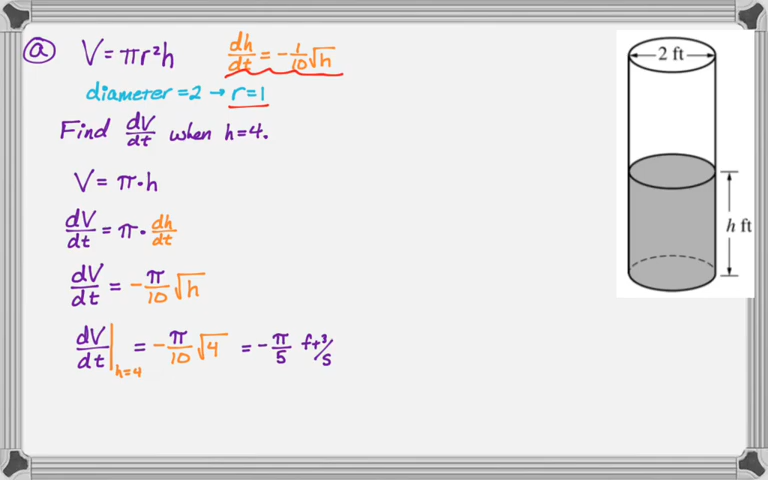 ⓐ V = πr²h dh/dt = -1/10 √h
diameter = 2 → r = 1
Find dV/dt when h = 4.
V = π·h
dV/dt = π· dh/dt
dV/dt = -π/10 √h
dV/dt |h=4 = -π/10 √4 = -π/5 ft³/s
2 ft
h ft